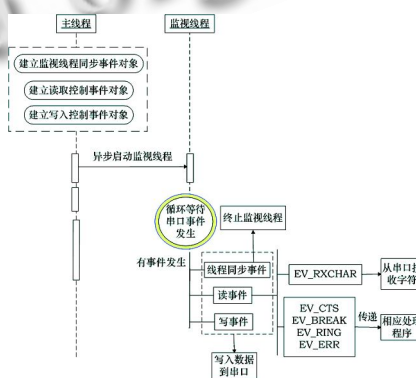 主线程
监视线程
建立监视线程同步事件对象
建立读取控制事件对象
建立写入控制事件对象
异步启动监视线程
循环等待
串口事件
发生
终止监视线程
有事件发生
线程同步事件
读事件
写事件
EV_RXCHAR
从串口接
收字符
EV_CTS
EV_BREAK
EV_RING
EV_ERR
传递
相应处理
程序
写入数据
到串口